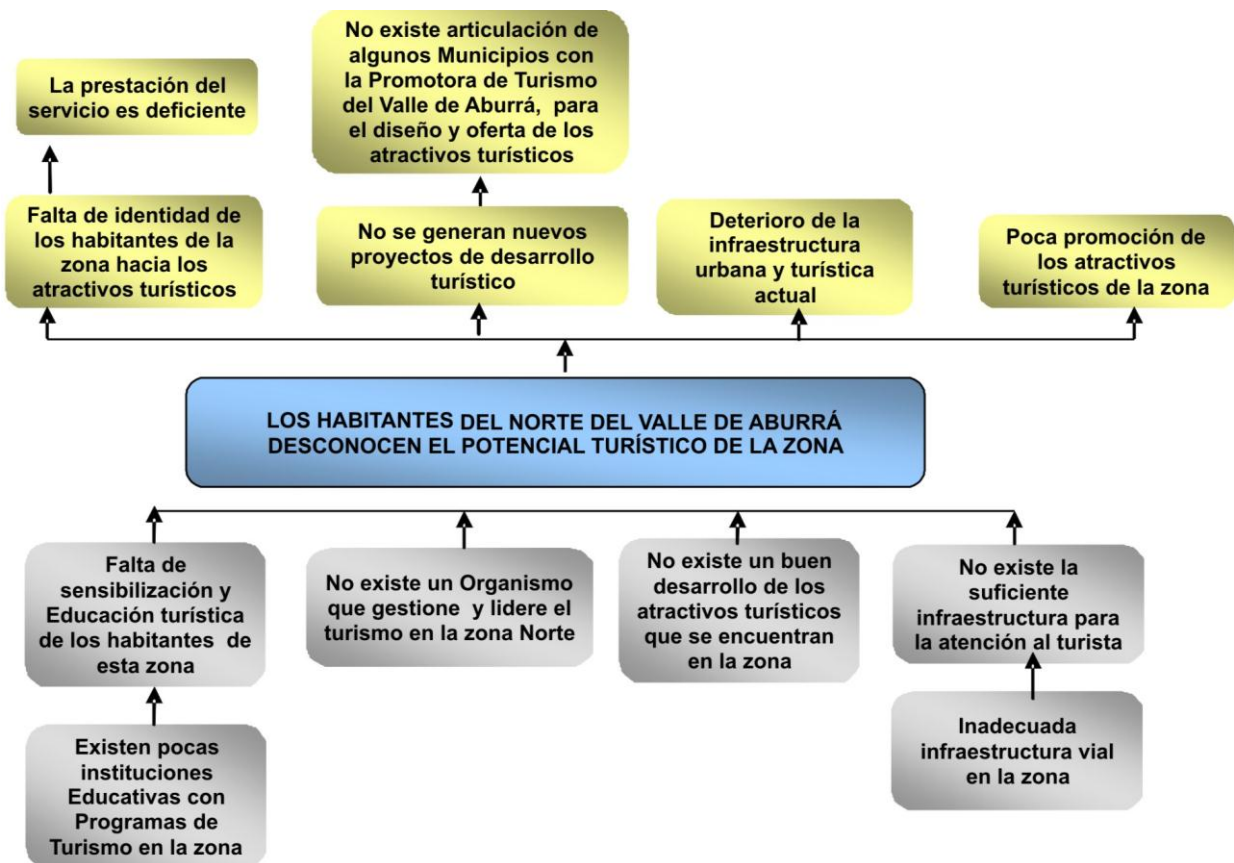 La prestación del
servicio es deficiente
No existe articulación de
algunos Municipios con
la Promotora de Turismo
del Valle de Aburrá, para
el diseño y oferta de los
atractivos turísticos
Falta de identidad de
los habitantes de la
zona hacia los
atractivos turísticos
No se generan nuevos
proyectos de desarrollo
turístico
Deterioro de la
infraestructura
urbana y turística
actual
Poca promoción de
los atractivos
turísticos de la zona
LOS HABITANTES DEL NORTE DEL VALLE DE ABURRÁ
DESCONOCEN EL POTENCIAL TURÍSTICO DE LA ZONA
Falta de
sensibilización y
Educación turística
de los habitantes de
esta zona
No existe un Organismo
que gestione y lidere el
turismo en la zona Norte
No existe un buen
desarrollo de los
atractivos turísticos
que se encuentran
en la zona
No existe la
suficiente
infraestructura para
la atención al turista
Existen pocas
instituciones
Educativas con
Programas de
Turismo en la zona
Inadecuada
infraestructura vial
en la zona